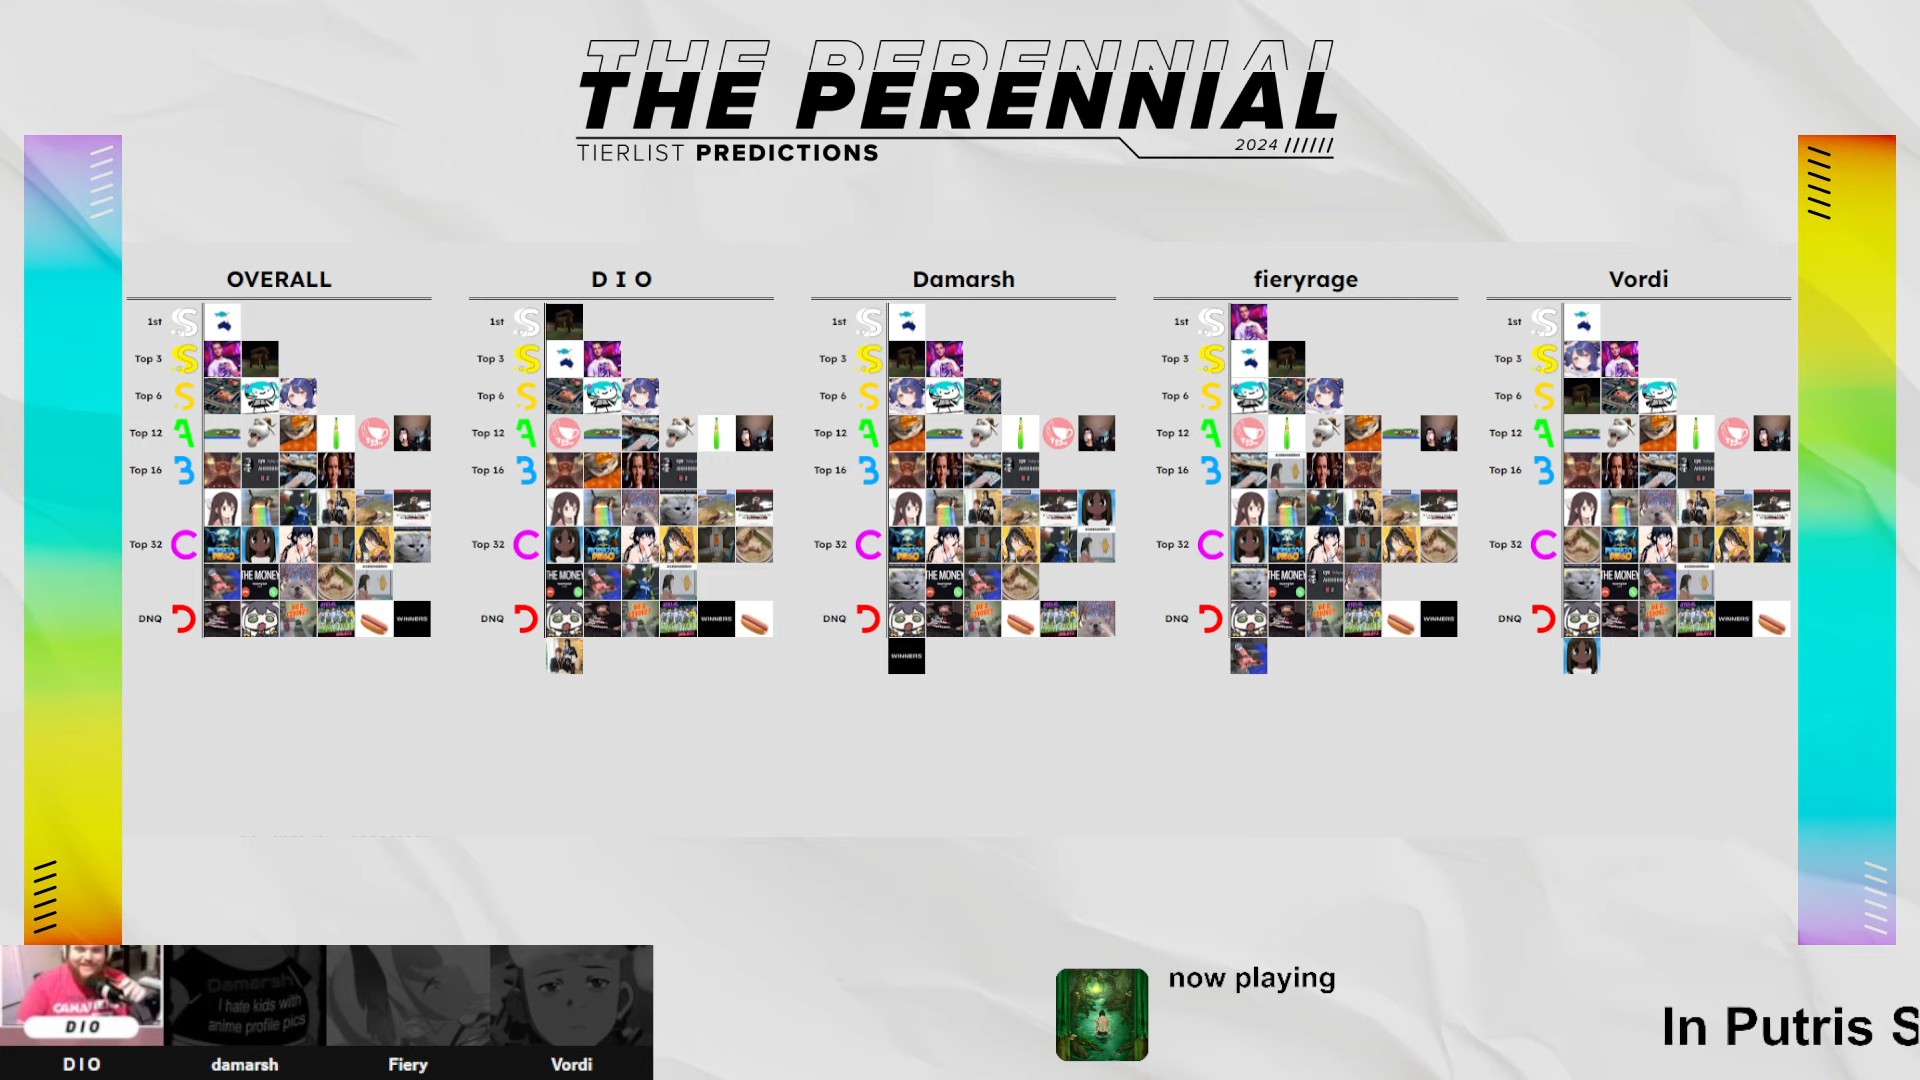 THE PERENNIAL
THE PERENNIAL
TIERLIST PREDICTIONS
2024
OVERALL
D I O
Damarsh
fieryrage
Vordi
1st
Top 3
Top 6
Top 12
Top 16
Top 32
DNQ
1st
Top 3
Top 6
Top 12
Top 16
Top 32
DNQ
1st
Top 3
Top 6
Top 12
Top 16
Top 32
DNQ
1st
Top 3
Top 6
Top 12
Top 16
Top 32
DNQ
1st
Top 3
Top 6
Top 12
Top 16
Top 32
DNQ
THE MONEY
THE MONEY
THE MONEY
THE MONEY
THE MONEY
WINNERS
WINNERS
WINNERS
WINNERS
WINNERS
D I O
Damarsh
I hate kids with
anime profile pics
D I O
damarsh
Fiery
Vordi
now playing
In Putris S